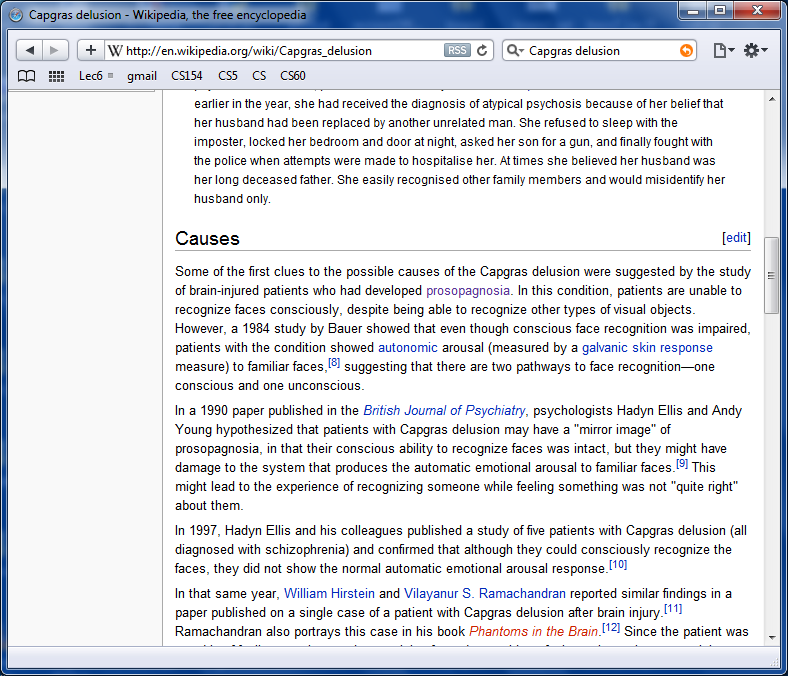 Capgras delusion - Wikipedia, the free encyclopedia
http://en.wikipedia.org/wiki/Capgras_delusion
RSS
Capgras delusion
Lec6
gmail
CS154
CS5
CS
CS60
earlier in the year, she had received the diagnosis of atypical psychosis because of her belief that
her husband had been replaced by another unrelated man. She refused to sleep with the
imposter, locked her bedroom and door at night, asked her son for a gun, and finally fought with
the police when attempts were made to hospitalise her. At times she believed her husband was
her long deceased father. She easily recognised other family members and would misidentify her
husband only.
Causes
[edit]
Some of the first clues to the possible causes of the Capgras delusion were suggested by the study
of brain-injured patients who had developed prosopagnosia. In this condition, patients are unable to
recognize faces consciously, despite being able to recognize other types of visual objects.
However, a 1984 study by Bauer showed that even though conscious face recognition was impaired,
patients with the condition showed autonomic arousal (measured by a galvanic skin response
measure) to familiar faces,[8] suggesting that there are two pathways to face recognition—one
conscious and one unconscious.
In a 1990 paper published in the British Journal of Psychiatry, psychologists Hadyn Ellis and Andy
Young hypothesized that patients with Capgras delusion may have a "mirror image" of
prosopagnosia, in that their conscious ability to recognize faces was intact, but they might have
damage to the system that produces the automatic emotional arousal to familiar faces.[9] This
might lead to the experience of recognizing someone while feeling something was not "quite right"
about them.
In 1997, Hadyn Ellis and his colleagues published a study of five patients with Capgras delusion (all
diagnosed with schizophrenia) and confirmed that although they could consciously recognize the
faces, they did not show the normal automatic emotional arousal response.[10]
In that same year, William Hirstein and Vilayanur S. Ramachandran reported similar findings in a
paper published on a single case of a patient with Capgras delusion after brain injury.[11]
Ramachandran also portrays this case in his book Phantoms in the Brain.[12] Since the patient was